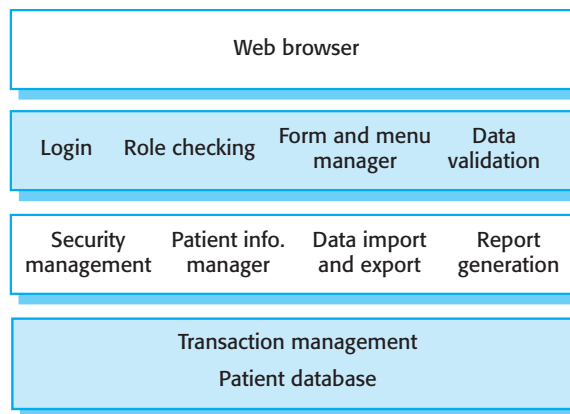 Web browser
Login Role checking Form and menu manager Data validation
Security management Patient info. manager Data import and export Report generation
Transaction management
Patient database